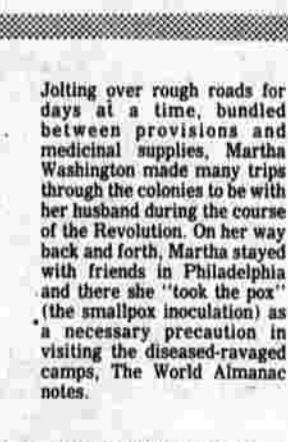 Jolting over rough roads for
days at a time, bundled
between provisions and
medicinal supplies, Martha
Washington made many trips
through the colonies to be with
her husband during the course
of the Revolution. On her way
back and forth, Martha stayed
with friends in Philadelphia
and there she "took the pox"
(the smallpox inoculation) as
a necessary precaution in
visiting the diseased-ravaged
camps, The World Almanac
notes.